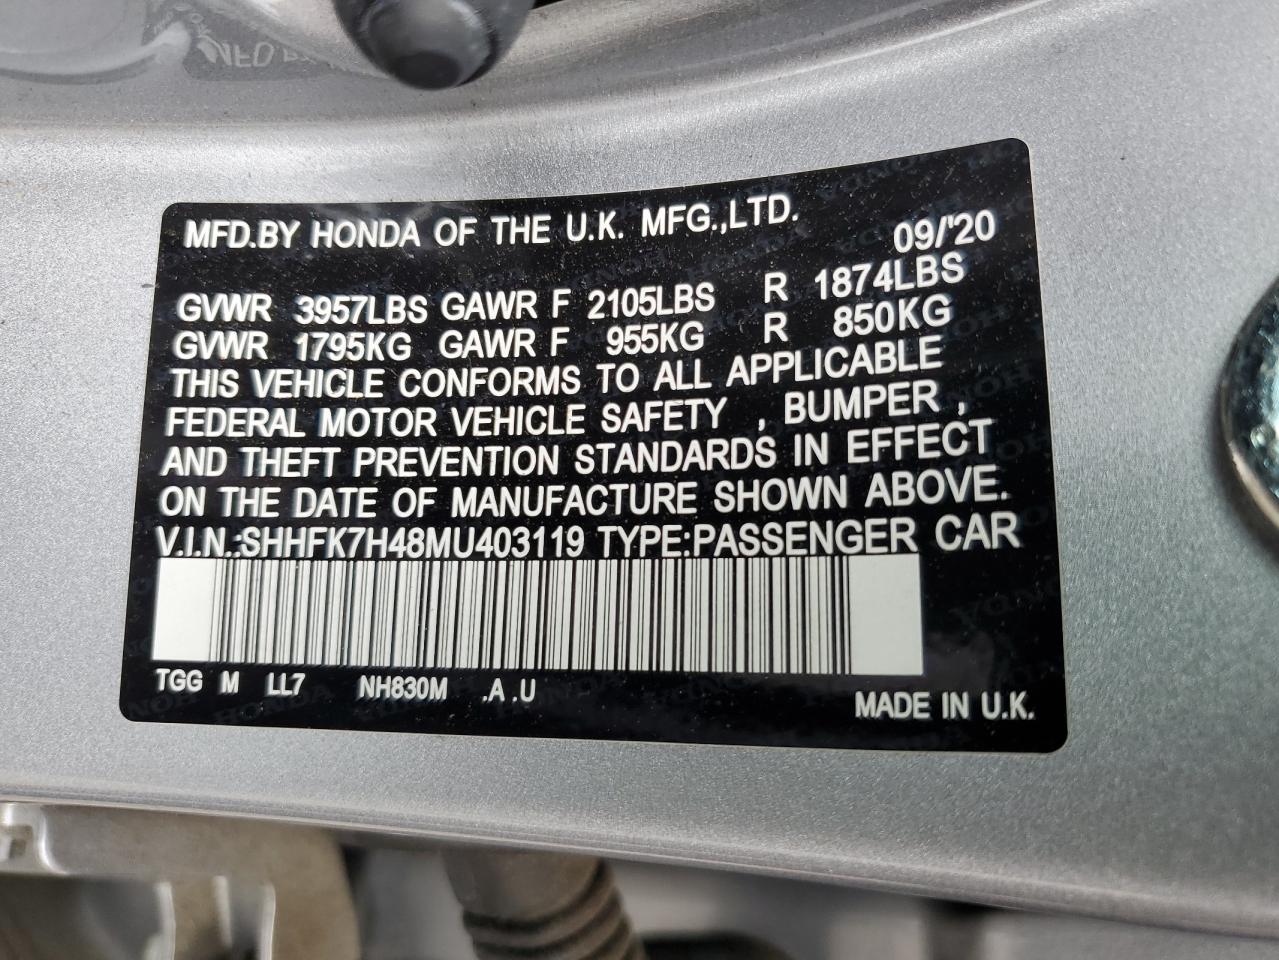 MFD.BY HONDA OF THE U.K. MFG.,LTD. 09/'20
GVWR 3957LBS GAWR F 2105LBS R 1874LBS
GVWR 1795KG GAWR F 955KG R 850KG
THIS VEHICLE CONFORMS TO ALL APPLICABLE
FEDERAL MOTOR VEHICLE SAFETY , BUMPER ,
AND THEFT PREVENTION STANDARDS IN EFFECT
ON THE DATE OF MANUFACTURE SHOWN ABOVE.
V.I.N.:SHHFK7H48MU403119 TYPE:PASSENGER CAR
TGG M LL7 NH830M .A .U
MADE IN U.K.